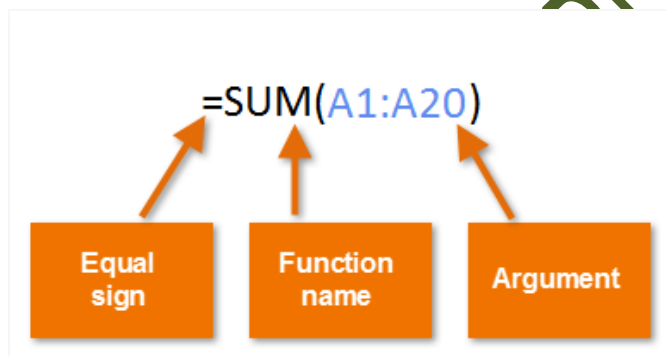 =SUM(A1:A20)
Equal
sign
Function
name
Argument